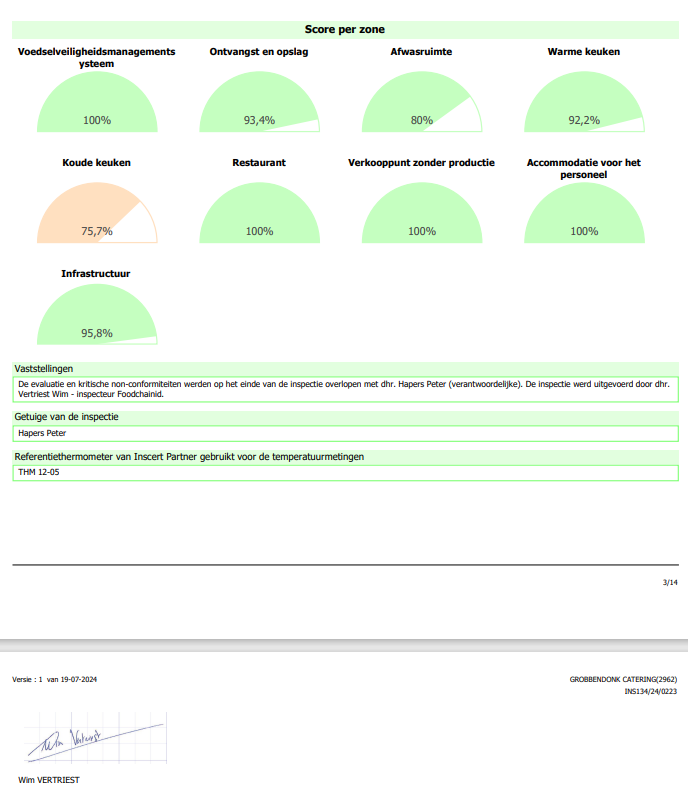 Score per zone
Voedselveiligheidsmanagements
ysteem
Ontvangst en opslag
Afwasruimte
Warme keuken
100%
93,4%
80%
92,2%
Koude keuken
Restaurant
Verkooppunt zonder productie
Accommodatie voor het
personeel
75,7%
100%
100%
100%
Infrastructuur
95,8%
Vaststellingen
De evaluatie en kritische non-conformiteiten werden op het einde van de inspectie overlopen met dhr. Hapers Peter (verantwoordelijke). De inspectie werd uitgevoerd door dhr.
Vertriest Wim - inspecteur Foodchainid.
Getuige van de inspectie
Hapers Peter
Referentiethermometer van Inscert Partner gebruikt voor de temperatuurmetingen
THM 12-05
3/14
Versie : 1 van 19-07-2024
GROBBENDONK CATERING(2962)
INS134/24/0223
Wim
Wim VERTRIEST